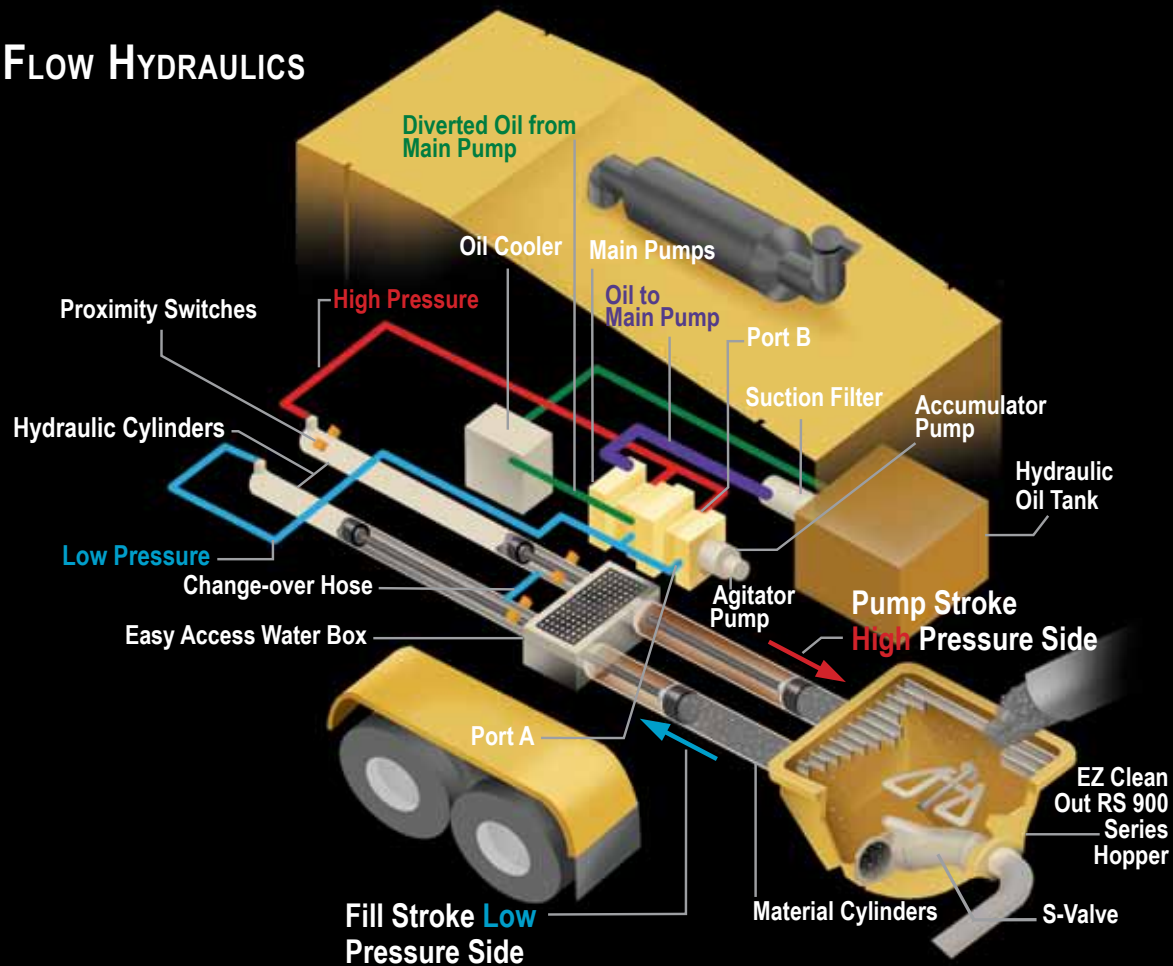 FLOW HYDRAULICS
Diverted Oil from
Main Pump
Oil Cooler
Main Pumps
Proximity Switches
High Pressure
Oil to
Main Pump
Port B
Suction Filter
Accumulator
Pump
Hydraulic Cylinders
Hydraulic
Oil Tank
Low Pressure
Change-over Hose
Agitator
Pump
Pump Stroke
High Pressure Side
Easy Access Water Box
Port A
EZ Clean
Out RS 900
Series
Hopper
Fill Stroke Low
Pressure Side
Material Cylinders
S-Valve